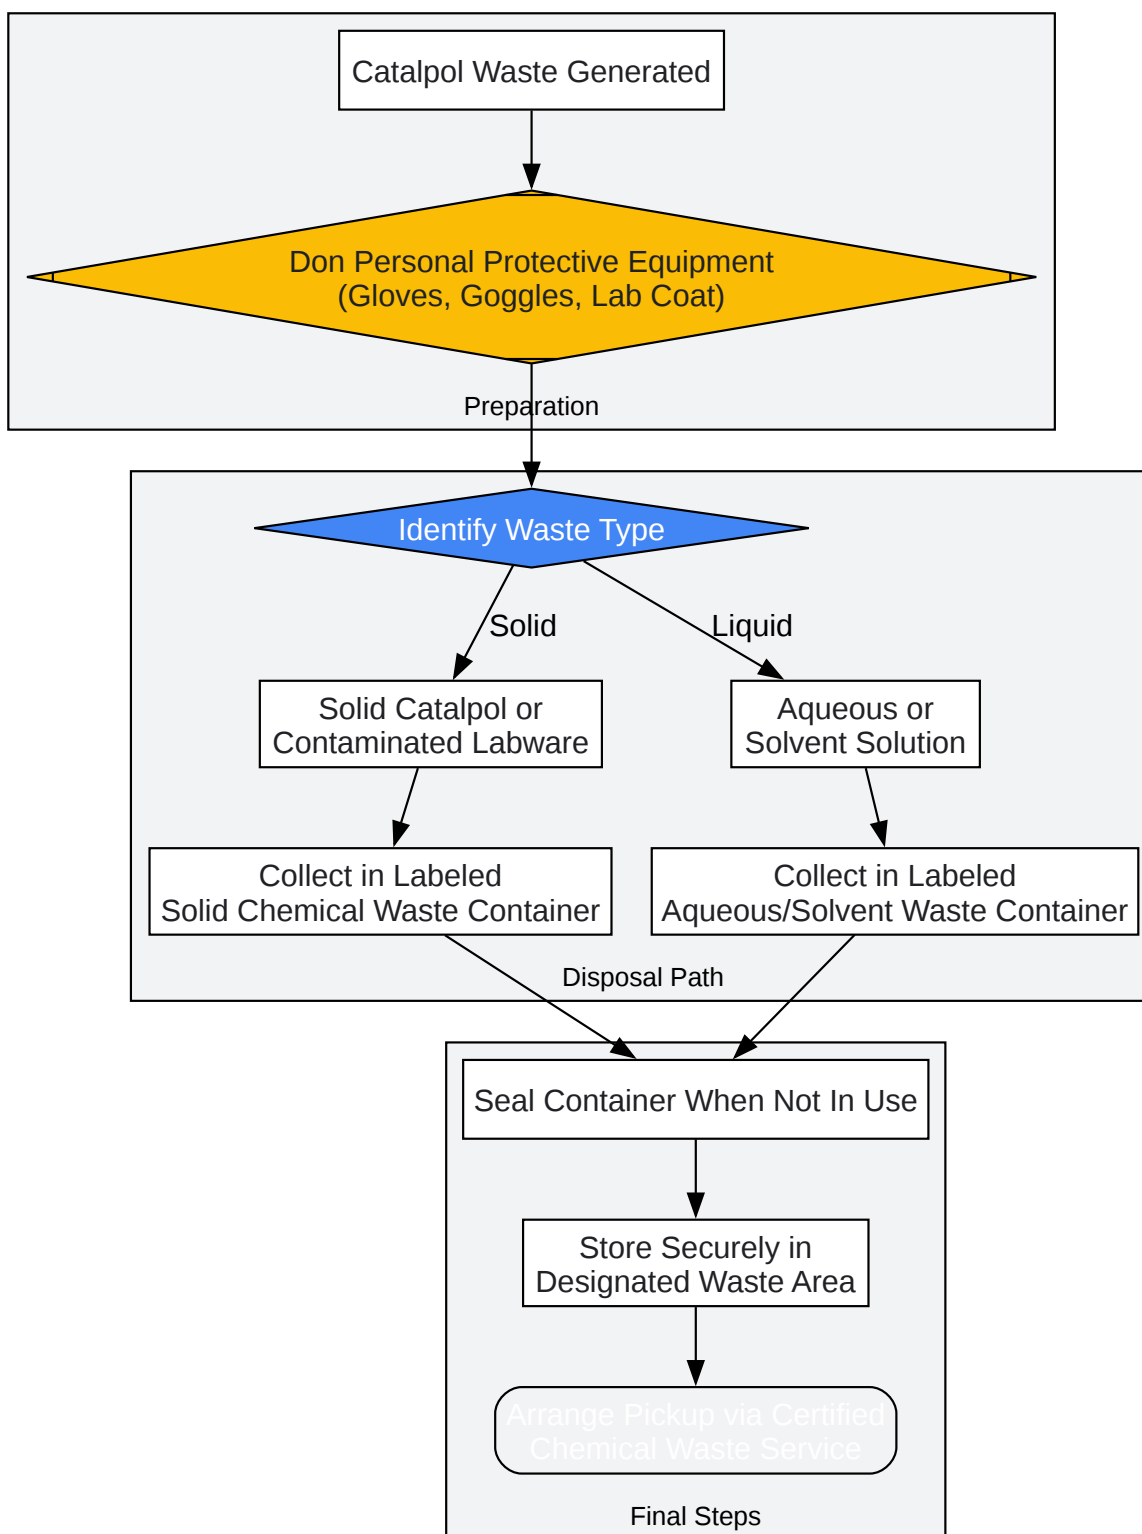 Catalpol Waste Generated
Don Personal Protective Equipment
(Gloves, Goggles, Lab Coat)
Preparation
Identify Waste Type
Solid
Liquid
Solid Catalpol or
Contaminated Labware
Aqueous or
Solvent Solution
Collect in Labeled
Solid Chemical Waste Container
Collect in Labeled
Aqueous/Solvent Waste Container
Disposal Path
Seal Container When Not In Use
Store Securely in
Designated Waste Area
Arrange Pickup via Certified
Chemical Waste Service
Final Steps